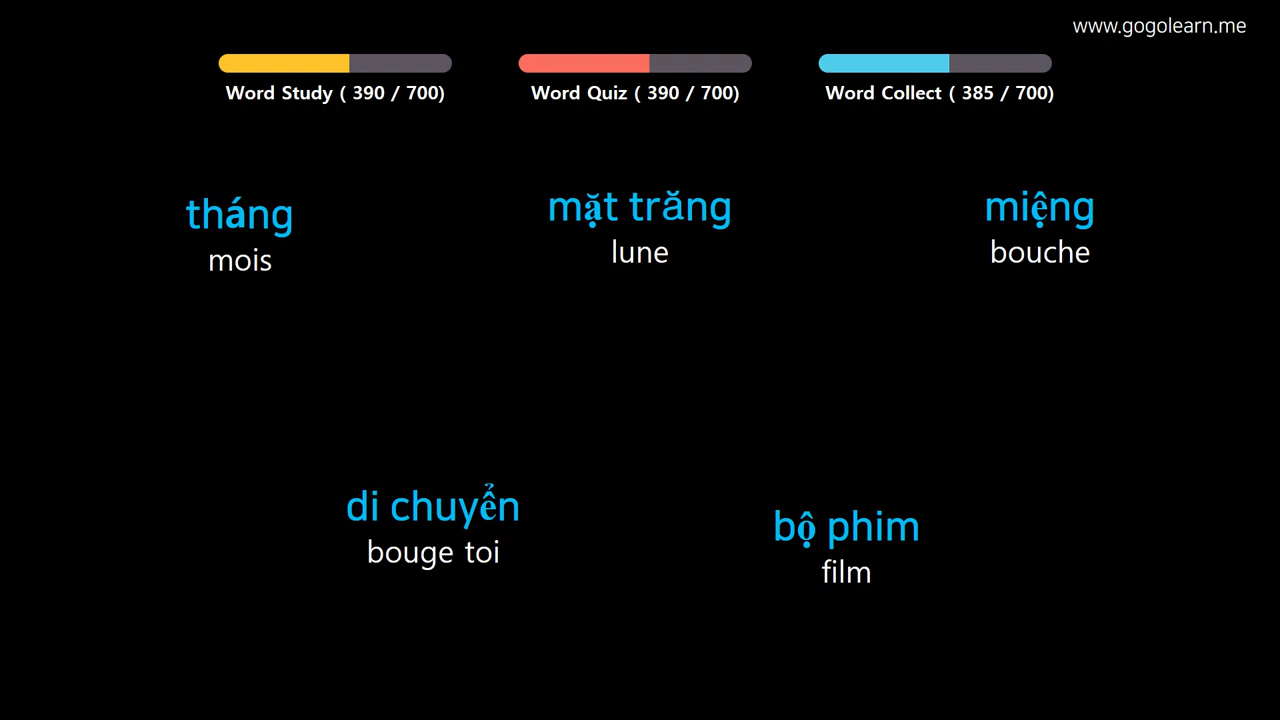 www.gogolearn.me
Word Study ( 390 / 700)
Word Quiz ( 390 / 700)
Word Collect ( 385 / 700)
tháng
mois
mặt trăng
lune
miệng
bouche
di chuyển
bouge toi
bộ phim
film